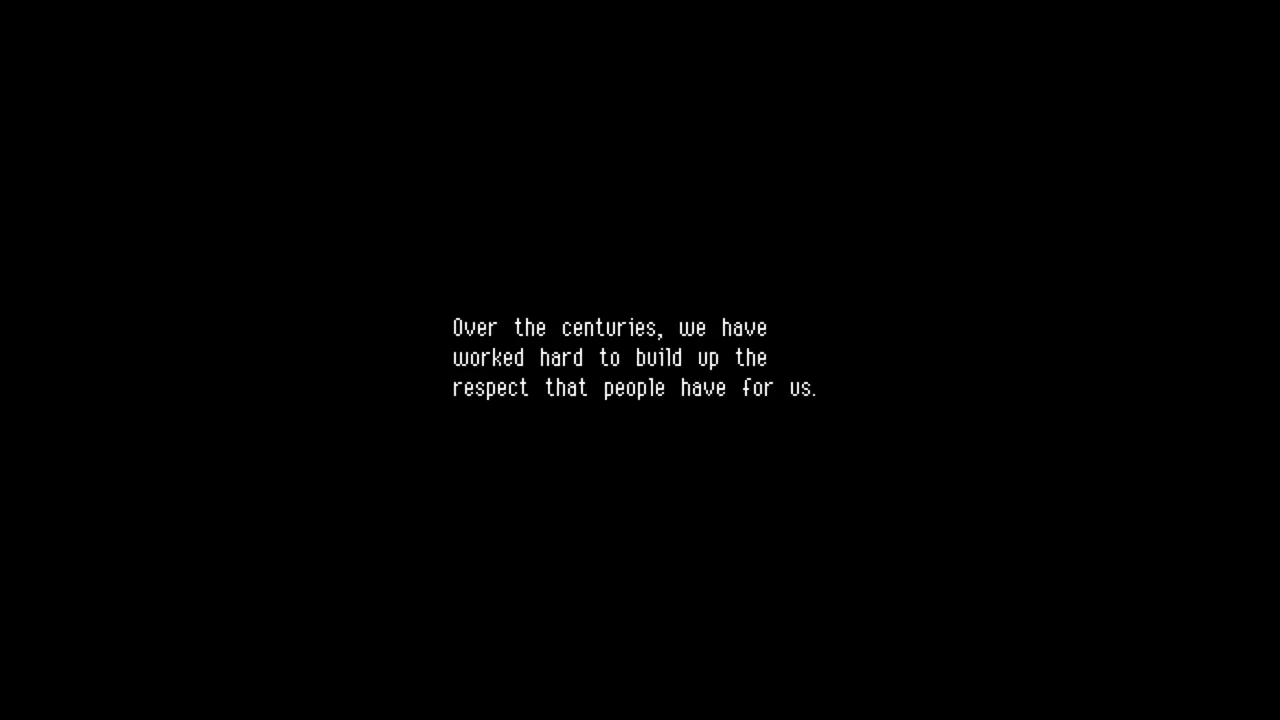 Over the centuries, we have
worked hard to build up the
respect that people have for us.